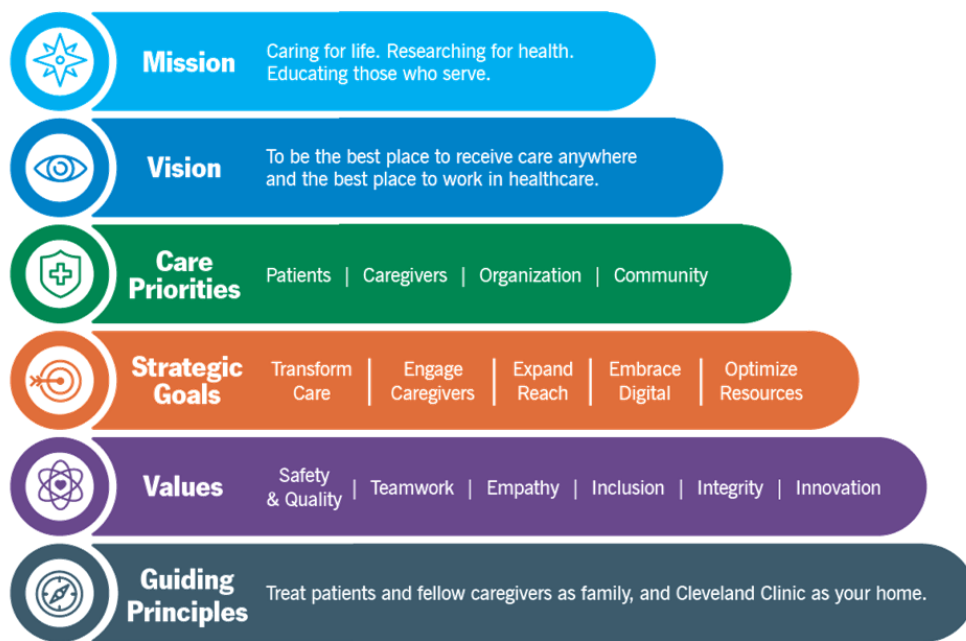 Mission
Caring for life. Researching for health.
Educating those who serve.
Vision
To be the best place to receive care anywhere
and the best place to work in healthcare.
Care
Priorities
Patients | Caregivers | Organization | Community
Strategic
Goals
Transform
Care
Engage
Caregivers
Expand
Reach
Embrace
Digital
Optimize
Resources
Values
Safety
& Quality | Teamwork | Empathy | Inclusion | Integrity | Innovation
Guiding
Principles
Treat patients and fellow caregivers as family, and Cleveland Clinic as your home.